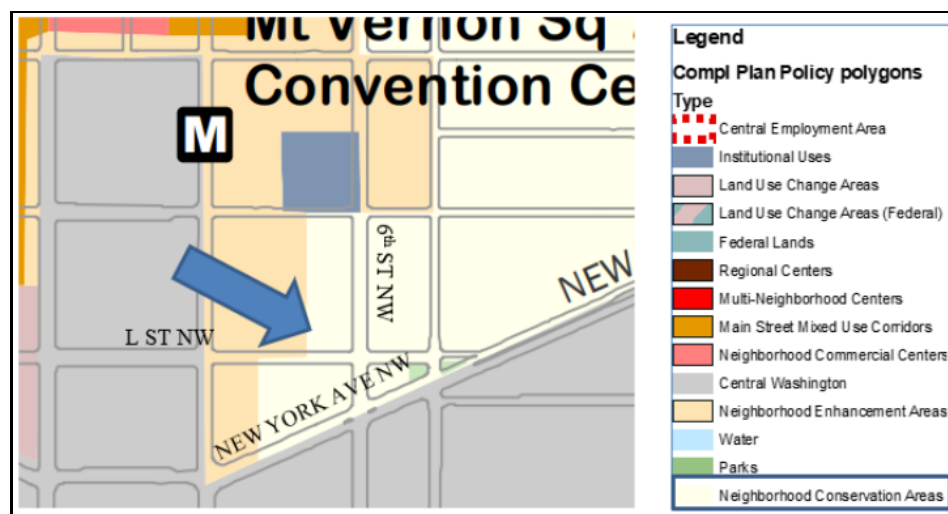 Mt Vernon Sq
Convention Ce
M
6th ST NW
NEW
L ST NW
NEW YORK AVE NW
Legend
Compl Plan Policy polygons
Type
Central Employment Area
Institutional Uses
Land Use Change Areas
Land Use Change Areas (Federal)
Federal Lands
Regional Centers
Multi-Neighborhood Centers
Main Street Mixed Use Corridors
Neighborhood Commercial Centers
Central Washington
Neighborhood Enhancement Areas
Water
Parks
Neighborhood Conservation Areas